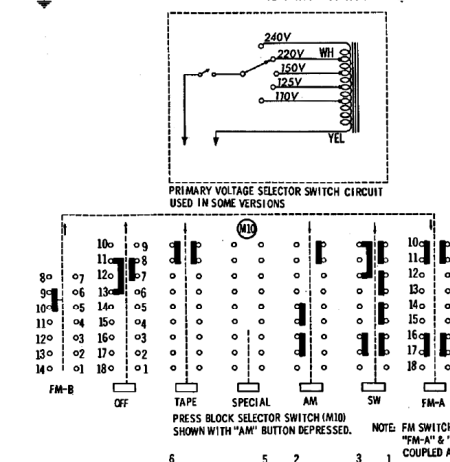 240V
220V WH
150V
125V
110V
YEL
PRIMARY VOLTAGE SELECTOR SWITCH CIRCUIT
USED IN SOME VERSIONS
M10
10 9 10
11 8 11
8 7 12 7 12
9 6 13 6 13
10 5 14 5 14
11 4 15 4 15
12 3 16 3 16
13 2 17 2 17
14 1 18 1 18
FM-B OFF TAPE SPECIAL AM SW FM-A
PRESS BLOCK SELECTOR SWITCH (M10)
SHOWN WITH "AM" BUTTON DEPRESSED.
NOTE: FM SWITCH
"FM-A" & "
COUPLED A
6 5 2 3 1